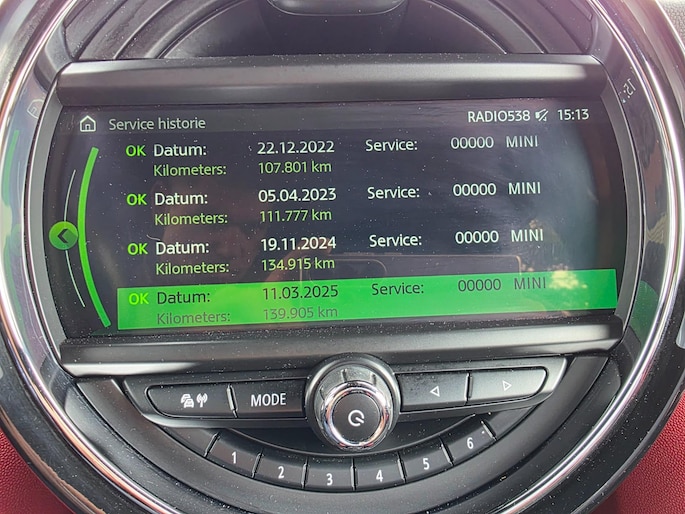 Service historie RADIO538 15:13
OK Datum: 22.12.2022 Service: 00000 MINI
Kilometers: 107.801 km
OK Datum: 05.04.2023 Service: 00000 MINI
Kilometers: 111.777 km
OK Datum: 19.11.2024 Service: 00000 MINI
Kilometers: 134.915 km
OK Datum: 11.03.2025 Service: 00000 MINI
Kilometers: 139.905 km
MODE
1 2 3 4 5 6